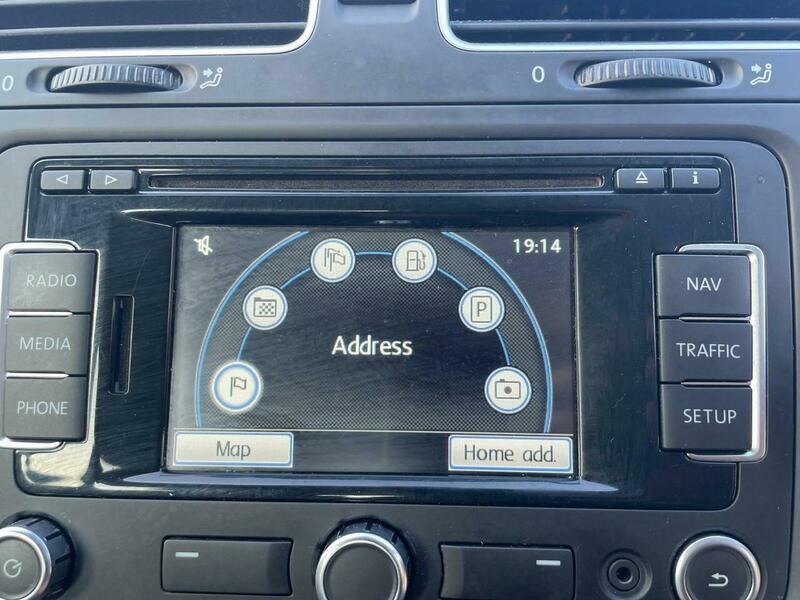 0
0
i
RADIO
MEDIA
PHONE
19:14
P
Address
Map
Home add.
NAV
TRAFFIC
SETUP